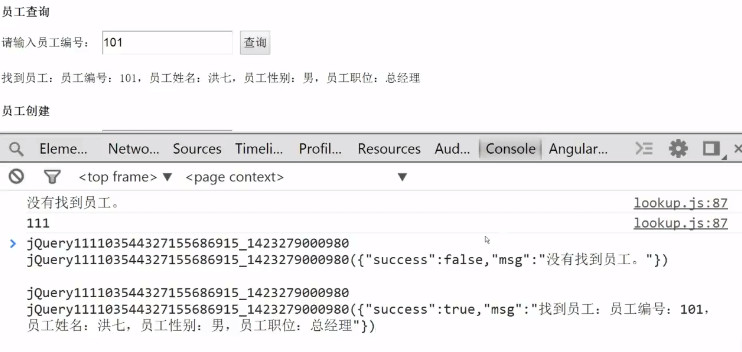 员工查询
请输入员工编号： 101 查询
找到员工：员工编号：101，员工姓名：洪七，员工性别：男，员工职位：总经理
员工创建
Eleme... Netwo... Sources Timeli... Profil... Resources Aud... Console Angular...
<top frame> ▼ <page context> ▼
没有找到员工。 lookup.js:87
111 lookup.js:87
> jQuery111103544327155686915_1423279000980
jQuery111103544327155686915_1423279000980({"success":false,"msg":"没有找到员工。"})
jQuery111103544327155686915_1423279000980
jQuery111103544327155686915_1423279000980({"success":true,"msg":"找到员工：员工编号：101，
员工姓名：洪七，员工性别：男，员工职位：总经理"})